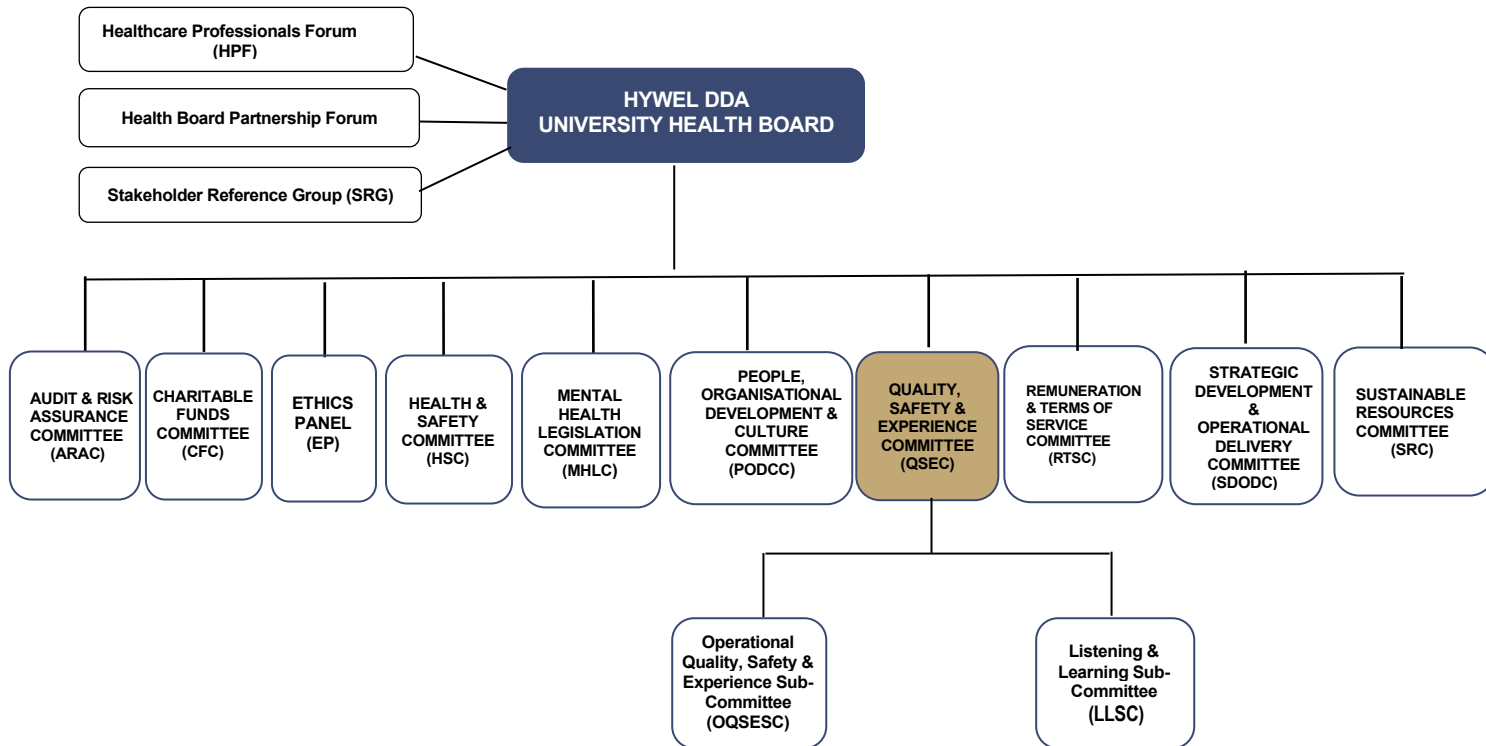 Healthcare Professionals Forum
(HPF)
Health Board Partnership Forum
Stakeholder Reference Group (SRG)
HYWEL DDA
UNIVERSITY HEALTH BOARD
AUDIT & RISK
ASSURANCE
COMMITTEE
(ARAC)
CHARITABLE
FUNDS
COMMITTEE
(CFC)
ETHICS
PANEL
(EP)
HEALTH &
SAFETY
COMMITTEE
(HSC)
MENTAL
HEALTH
LEGISLATION
COMMITTEE
(MHLC)
PEOPLE,
ORGANISATIONAL
DEVELOPMENT &
CULTURE
COMMITTEE
(PODCC)
QUALITY,
SAFETY &
EXPERIENCE
COMMITTEE
(QSEC)
REMUNERATION
& TERMS OF
SERVICE
COMMITTEE
(RTSC)
STRATEGIC
DEVELOPMENT
&
OPERATIONAL
DELIVERY
COMMITTEE
(SDODC)
SUSTAINABLE
RESOURCES
COMMITTEE
(SRC)
Operational
Quality, Safety &
Experience Sub-
Committee
(OQSESC)
Listening &
Learning Sub-
Committee
(LLSC)